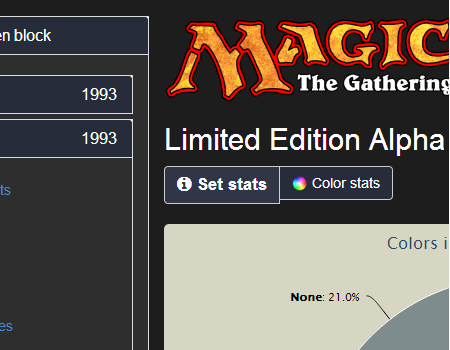 en block
1993
1993
ts
es
MAGIC
The Gathering
Limited Edition Alpha
Set stats
Color stats
Colors i
None: 21.0%